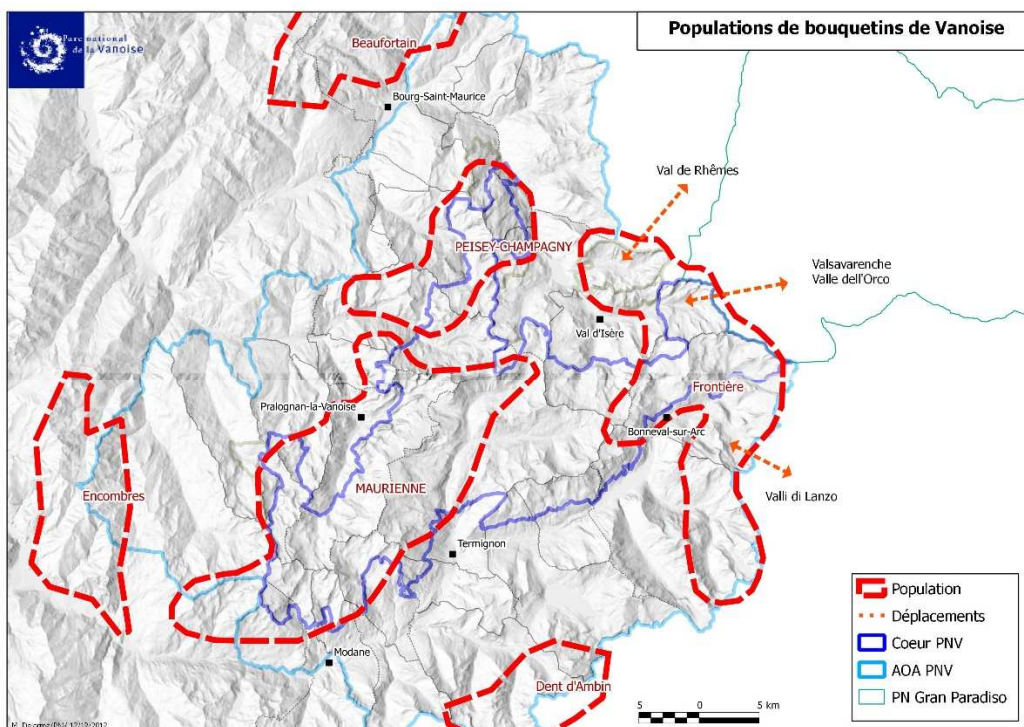 Parc national
de la Vanoise
Populations de bouquetins de Vanoise
Beaufortain
Bourg-Saint-Maurice
Val de Rhêmes
PEISEY-CHAMPAGNY
Valsavarenche
Valle dell'Orco
Val d'Isère
Frontière
Pralognan-la-Vanoise
Bonneval-sur-Arc
Encombres
MAURIENNE
Valli di Lanzo
Termignon
Modane
Dent d'Ambin
Population
Déplacements
Coeur PNV
AOA PNV
PN Gran Paradiso
5 0 5 km